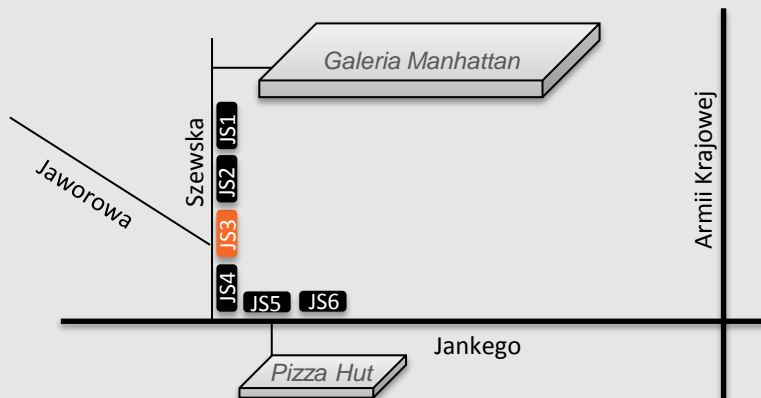 Galeria Manhattan
JS1
Szewska
Armii Krajowej
JS2
Jaworowa
JS3
JS4
JS5
JS6
Jankego
Pizza Hut